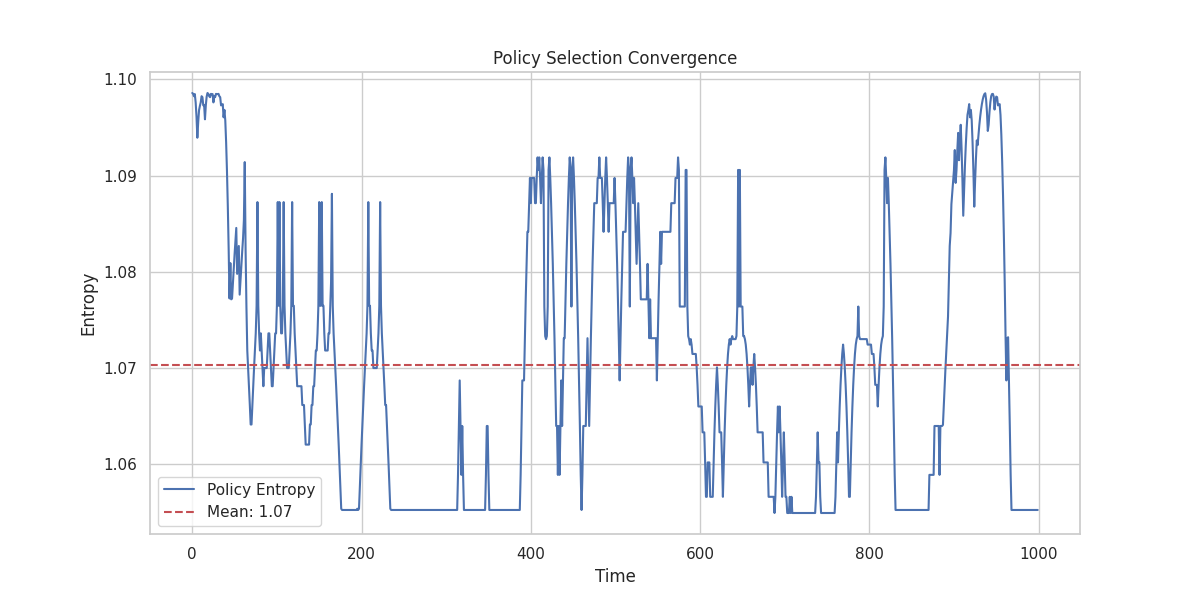 Policy Selection Convergence
1.10
1.09
1.08
1.07
1.06
Entropy
Policy Entropy
Mean: 1.07
0
200
400
600
800
1000
Time